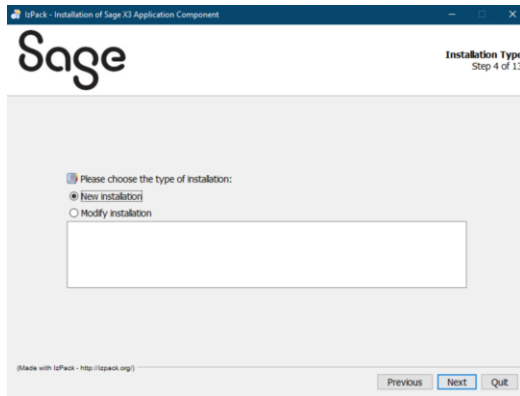 IzPack - Installation of Sage X3 Application Component
Sage
Installation Type
Step 4 of 13
Please choose the type of installation:
New installation
Modify installation
(Made with IzPack - http://izpack.org/)
Previous Next Quit